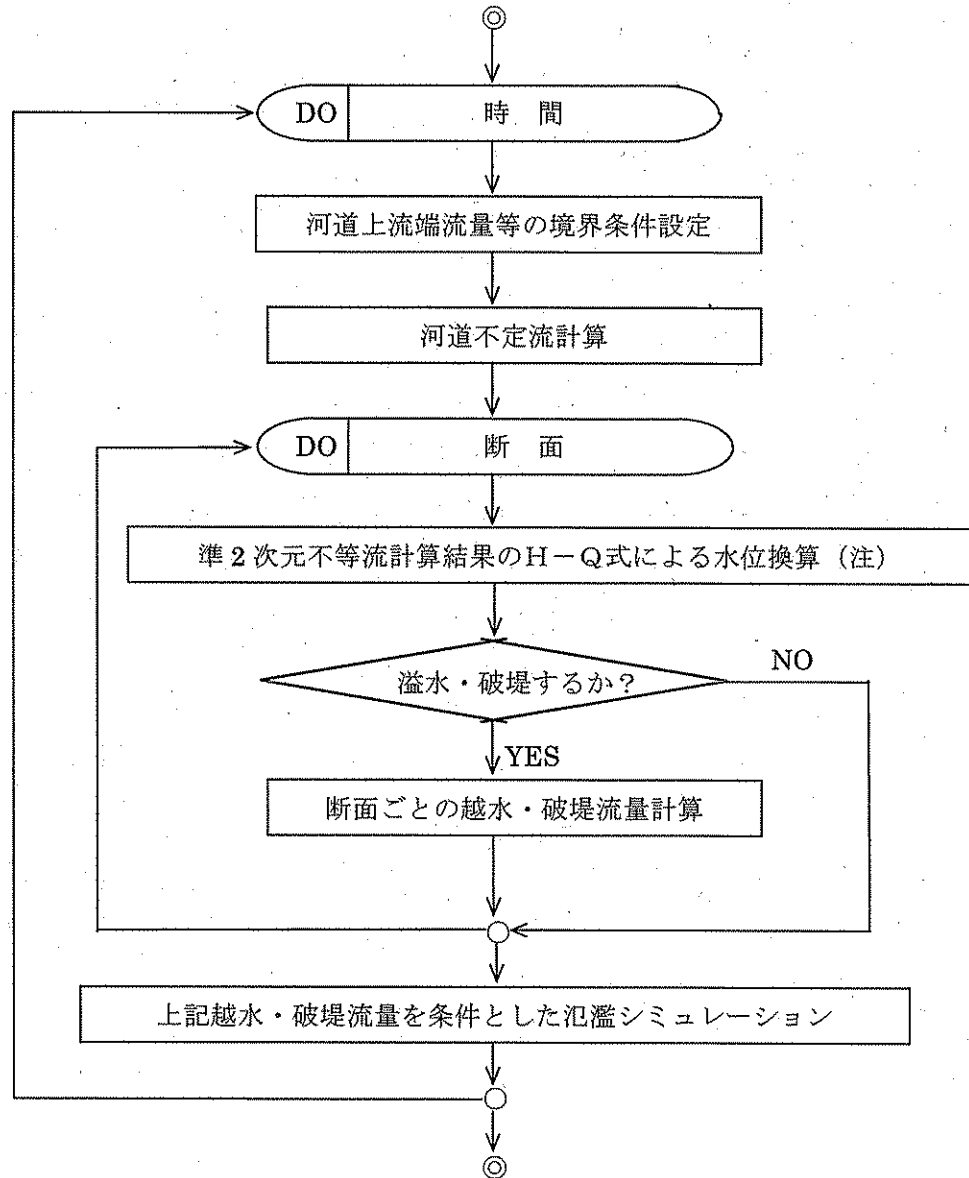 DO 時 間
河道上流端流量等の境界条件設定
河道不定流計算
DO 断 面
準2次元不等流計算結果のH－Q式による水位換算（注）
溢水・破堤するか？
NO
YES
断面ごとの越水・破堤流量計算
上記越水・破堤流量を条件とした氾濫シミュレーション